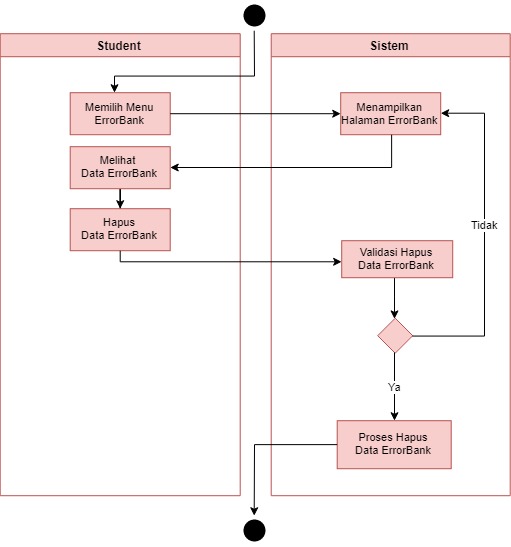 Student
Sistem
Memilih Menu
ErrorBank
Menampilkan
Halaman ErrorBank
Melihat
Data ErrorBank
Hapus
Data ErrorBank
Tidak
Validasi Hapus
Data ErrorBank
Ya
Proses Hapus
Data ErrorBank